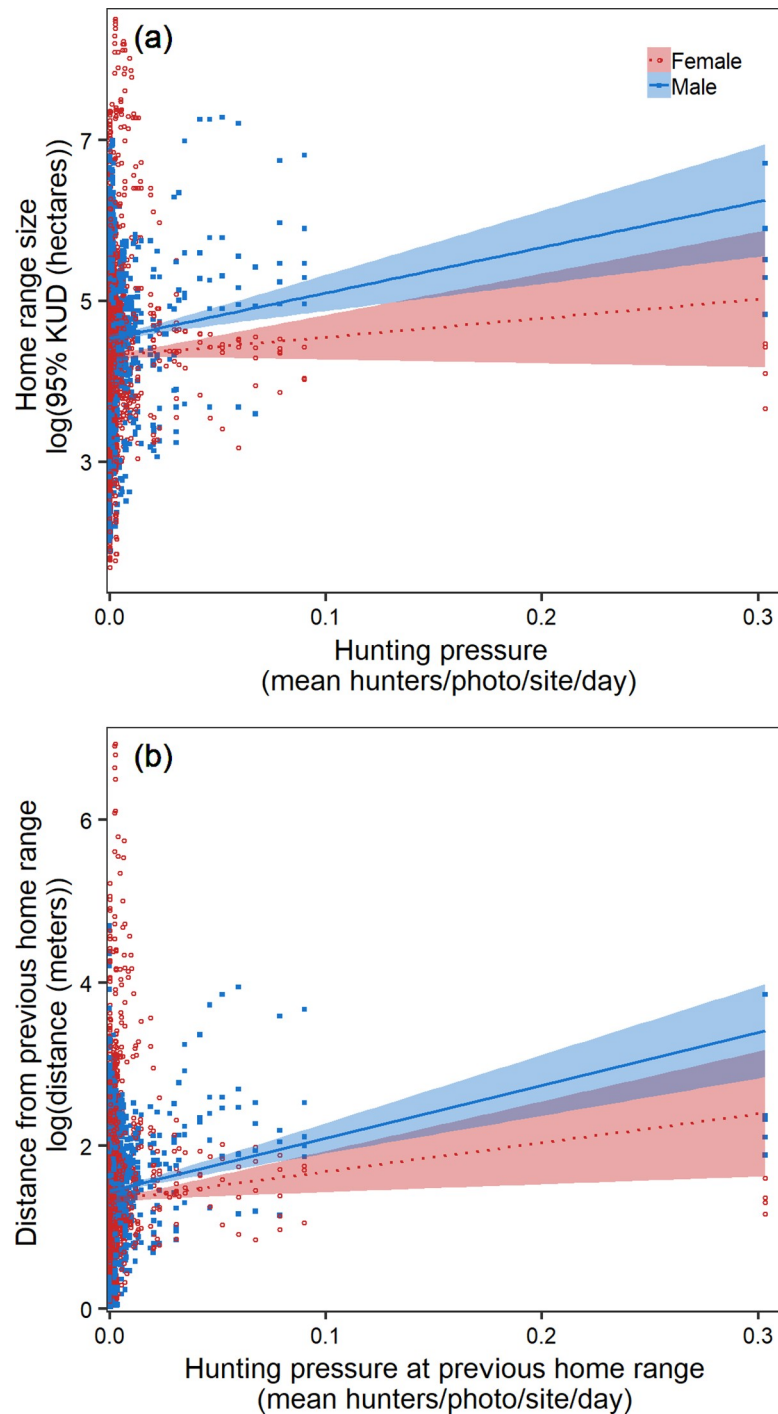 (a)
Female
Male
7
5
3
Home range size
log(95% KUD (hectares))
0.0
0.1
0.2
0.3
Hunting pressure
(mean hunters/photo/site/day)
(b)
6
4
2
0
Distance from previous home range
log(distance (meters))
0.0
0.1
0.2
0.3
Hunting pressure at previous home range
(mean hunters/photo/site/day)